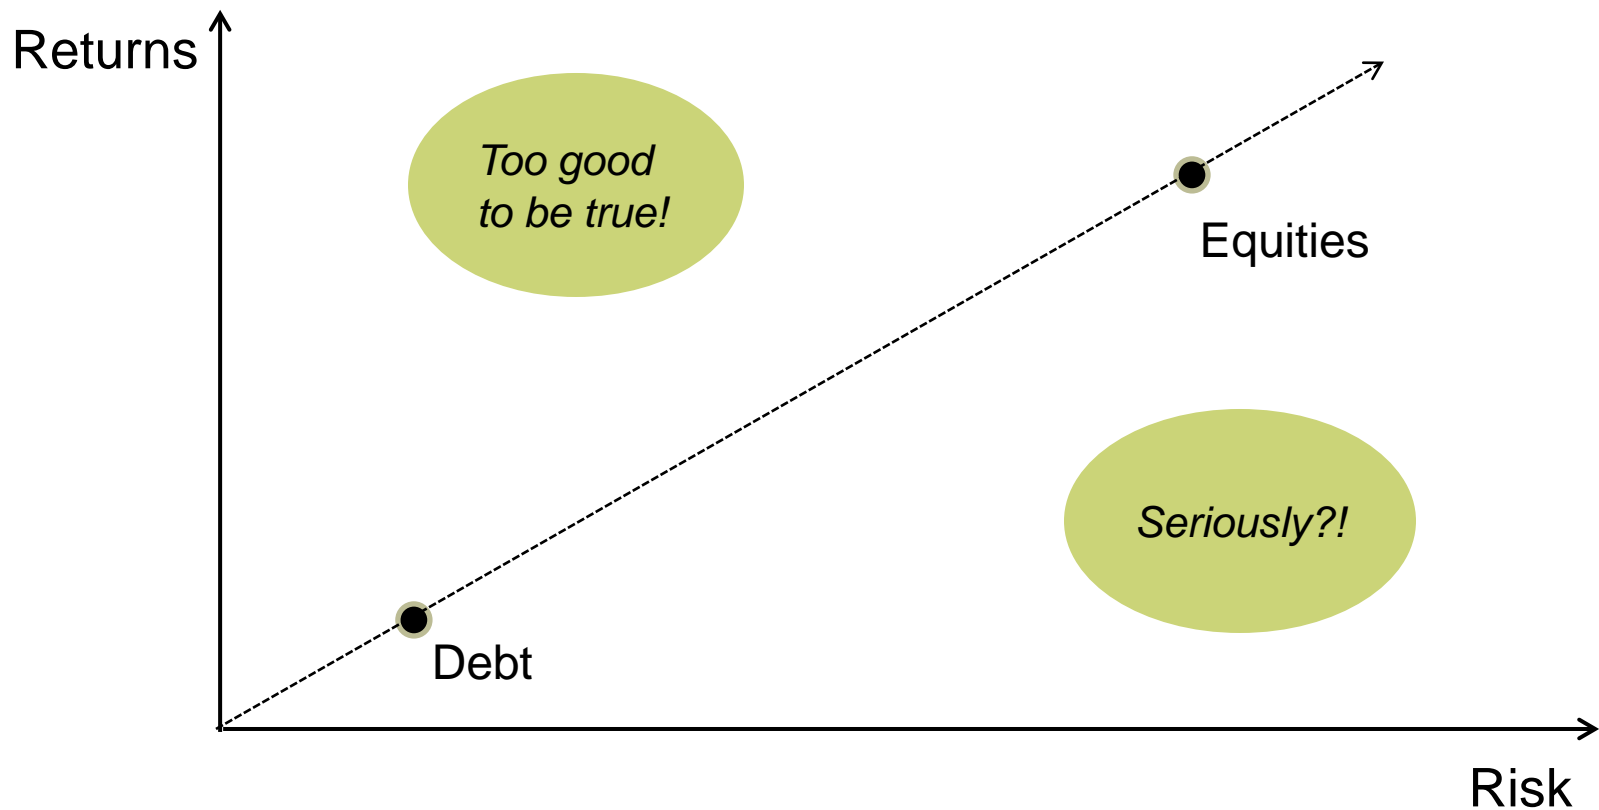 Returns
Too good
to be true!
Equities
Seriously?!
Debt
Risk